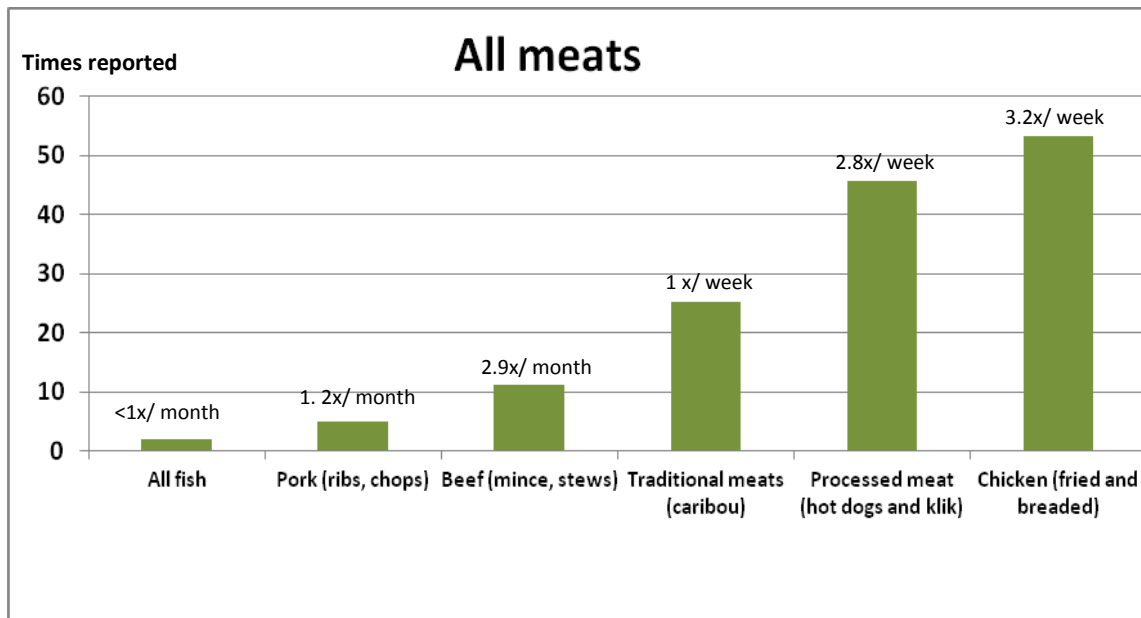 All meats
Times reported
60
3.2x/ week
50
2.8x/ week
40
30
1 x/ week
20
2.9x/ month
10
1. 2x/ month
<1x/ month
0
All fish
Pork (ribs, chops)
Beef (mince, stews)
Traditional meats
(caribou)
Processed meat
(hot dogs and klik)
Chicken (fried and
breaded)